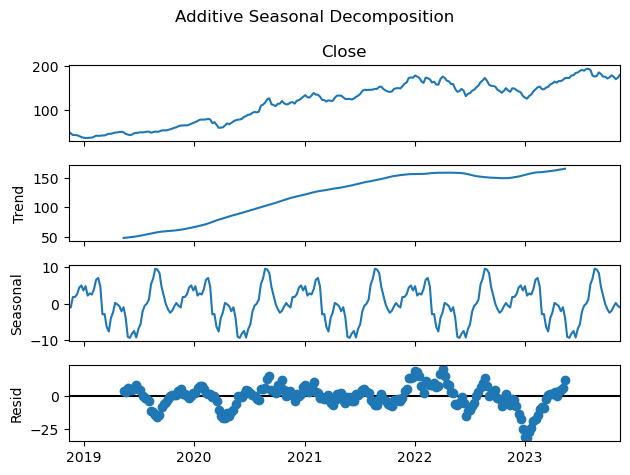 Additive Seasonal Decomposition
Close
200
100
Trend
150
100
50
Seasonal
10
0
−10
Resid
0
−25
2019 2020 2021 2022 2023